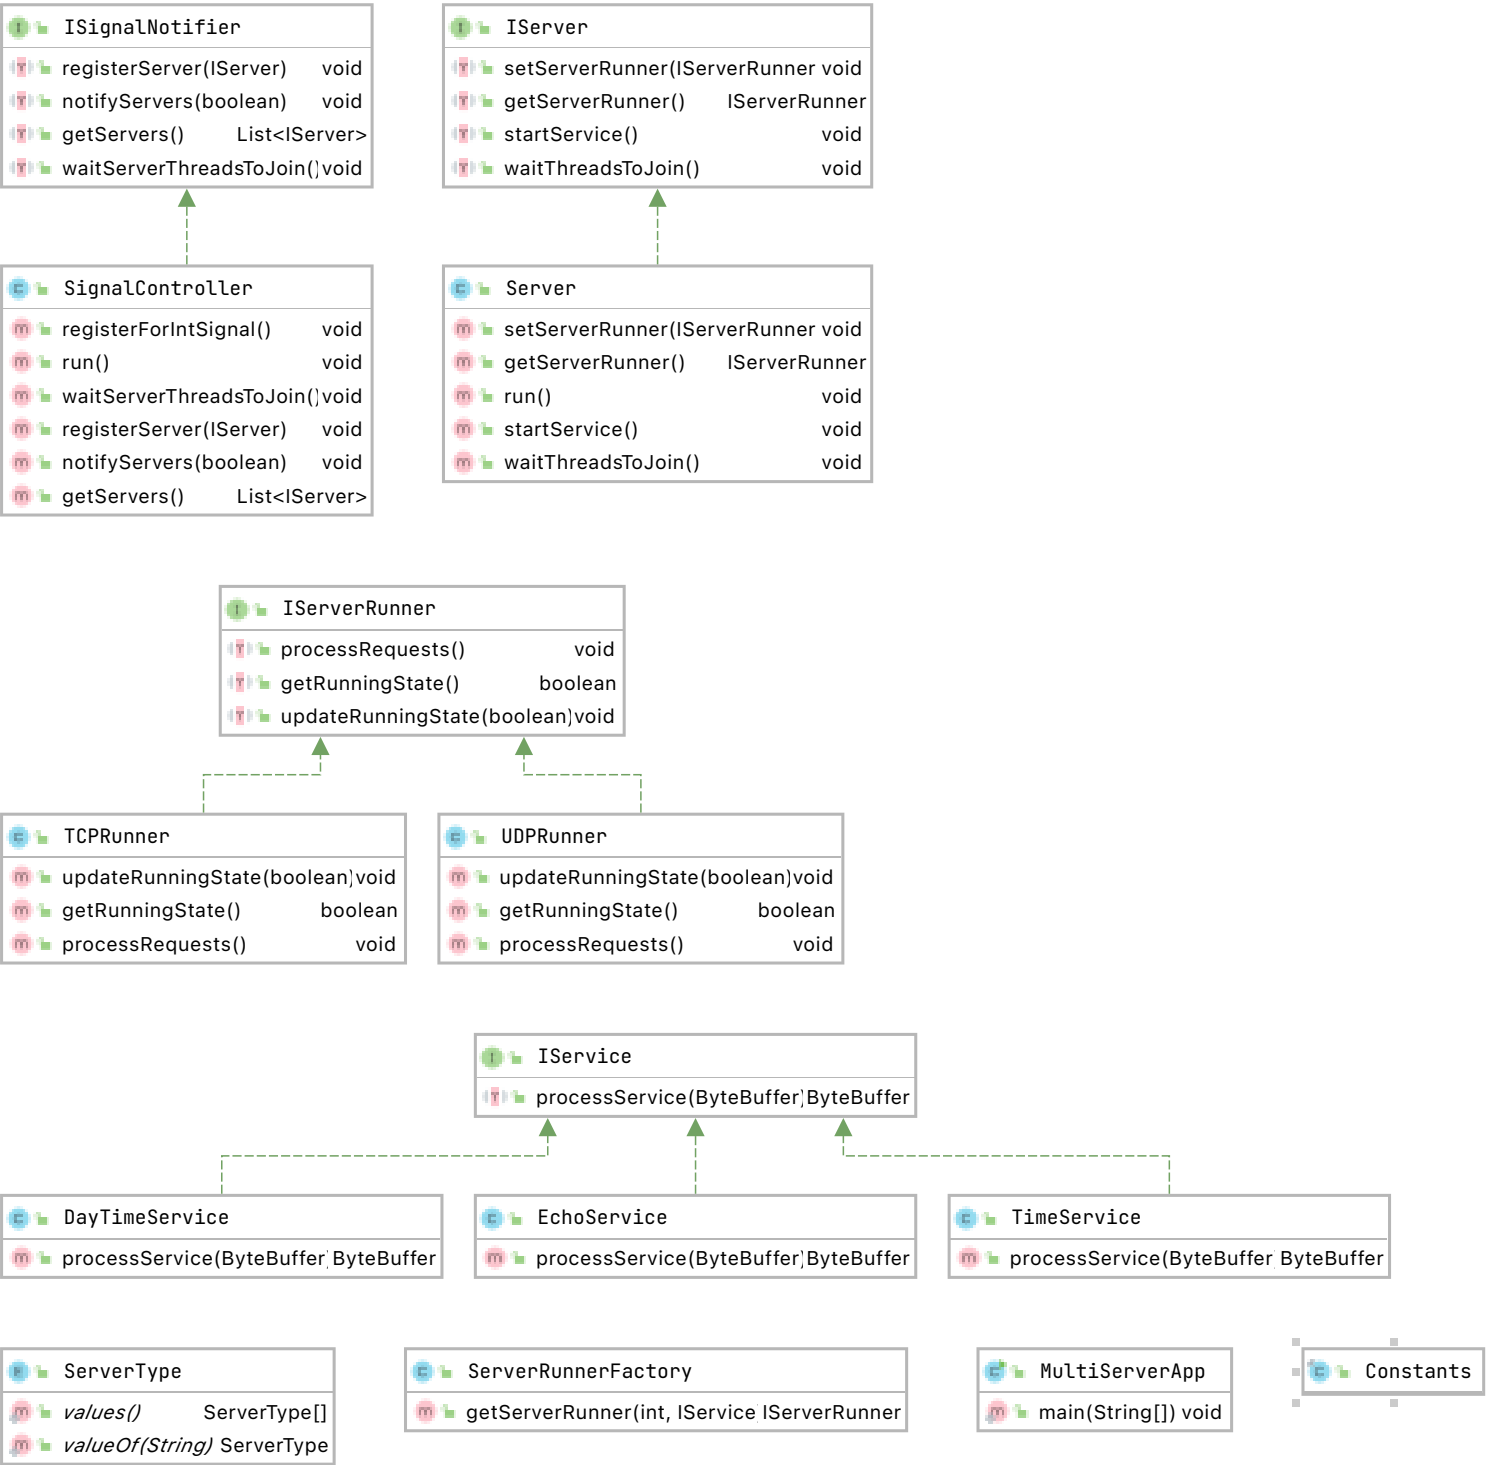 ISignalNotifier
registerServer(IServer) void
notifyServers(boolean) void
getServers() List<IServer>
waitServerThreadsToJoin() void
IServer
setServerRunner(IServerRunner void
getServerRunner() IServerRunner
startService() void
waitThreadsToJoin() void
SignalController
registerForIntSignal() void
run() void
waitServerThreadsToJoin() void
registerServer(IServer) void
notifyServers(boolean) void
getServers() List<IServer>
Server
setServerRunner(IServerRunner void
getServerRunner() IServerRunner
run() void
startService() void
waitThreadsToJoin() void
IServerRunner
processRequests() void
getRunningState() boolean
updateRunningState(boolean) void
TCPRunner
updateRunningState(boolean) void
getRunningState() boolean
processRequests() void
UDPRunner
updateRunningState(boolean) void
getRunningState() boolean
processRequests() void
IService
processService(ByteBuffer) ByteBuffer
DayTimeService
processService(ByteBuffer) ByteBuffer
EchoService
processService(ByteBuffer) ByteBuffer
TimeService
processService(ByteBuffer) ByteBuffer
ServerType
values() ServerType[]
valueOf(String) ServerType
ServerRunnerFactory
getServerRunner(int, IService) IServerRunner
MultiServerApp
main(String[]) void
Constants